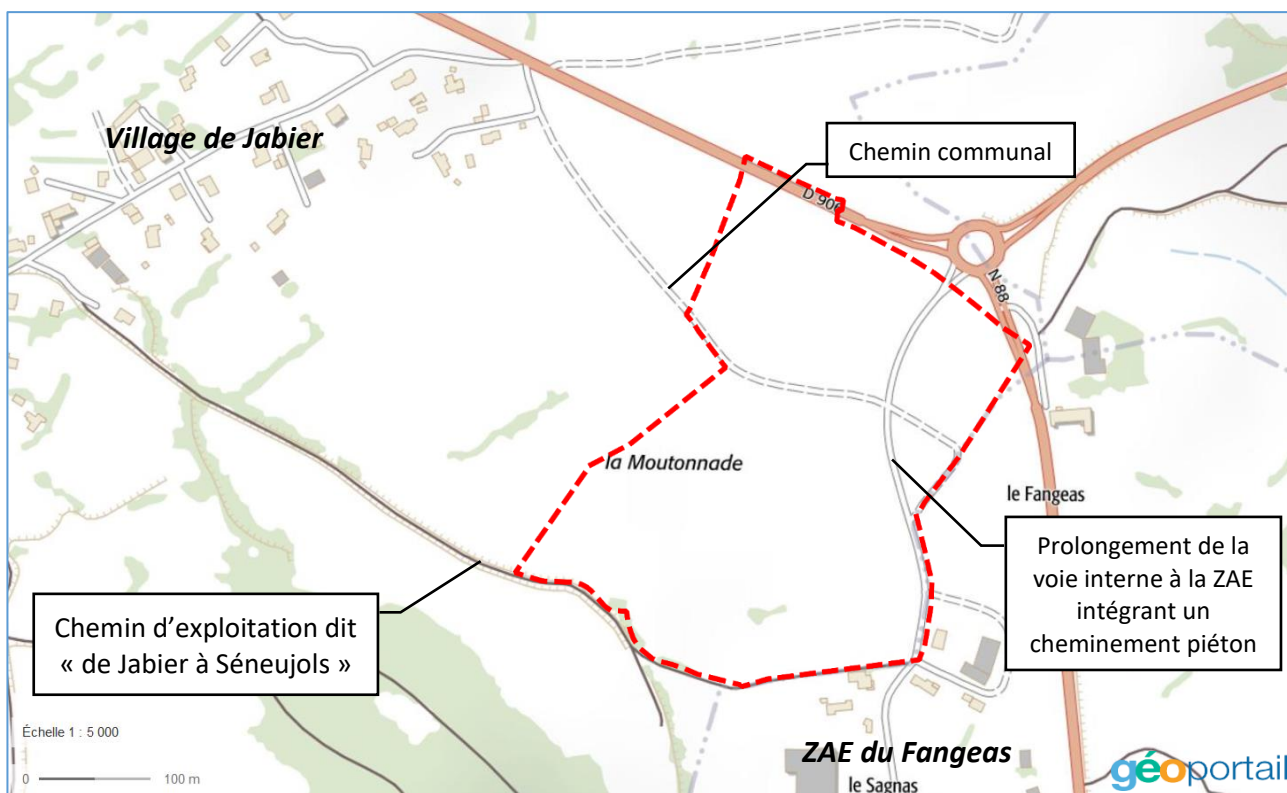 Village de Jabier
Chemin communal
D 906
N 88
la Moutonnade
le Fangeas
Prolongement de la
voie interne à la ZAE
intégrant un
cheminement piéton
Chemin d’exploitation dit
« de Jabier à Séneujols »
Échelle 1 : 5 000
0 100 m
ZAE du Fangeas
le Sagnas
géoportail